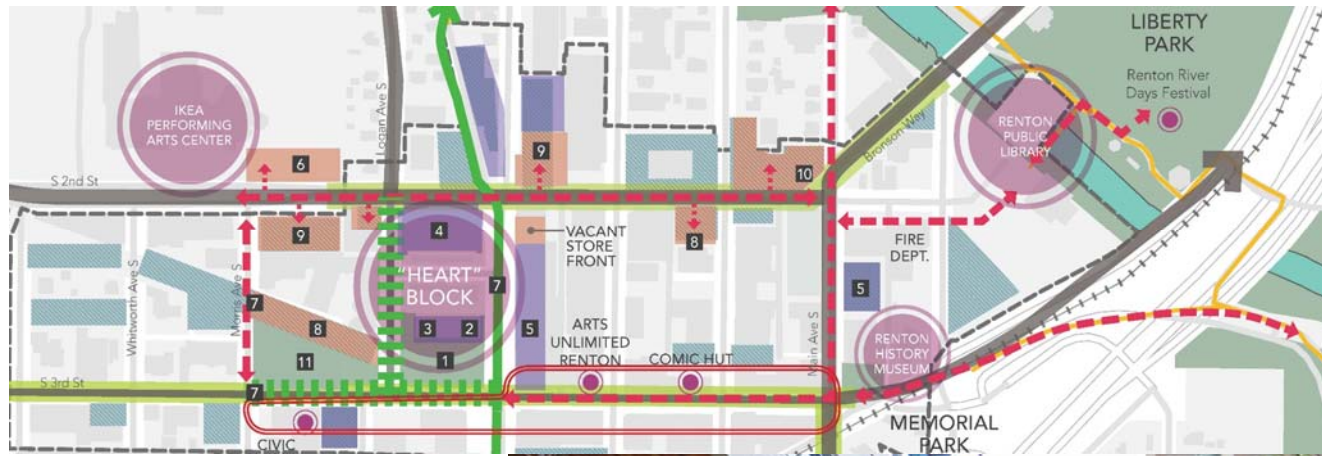 LIBERTY
PARK
Renton River
Days Festival
IKEA
PERFORMING
ARTS CENTER
Logan Ave S
Bronson Way
RENTON
PUBLIC
LIBRARY
6
9
10
S 2nd St
9
4
VACANT
STORE
FRONT
8
FIRE
DEPT.
"HEART"
BLOCK
7
5
Whitworth Ave S
Morris Ave S
7
8
3
2
5
ARTS
UNLIMITED
RENTON
COMIC HUT
Main Ave S
RENTON
HISTORY
MUSEUM
11
1
S 3rd St
7
CIVIC
MEMORIAL
PARK